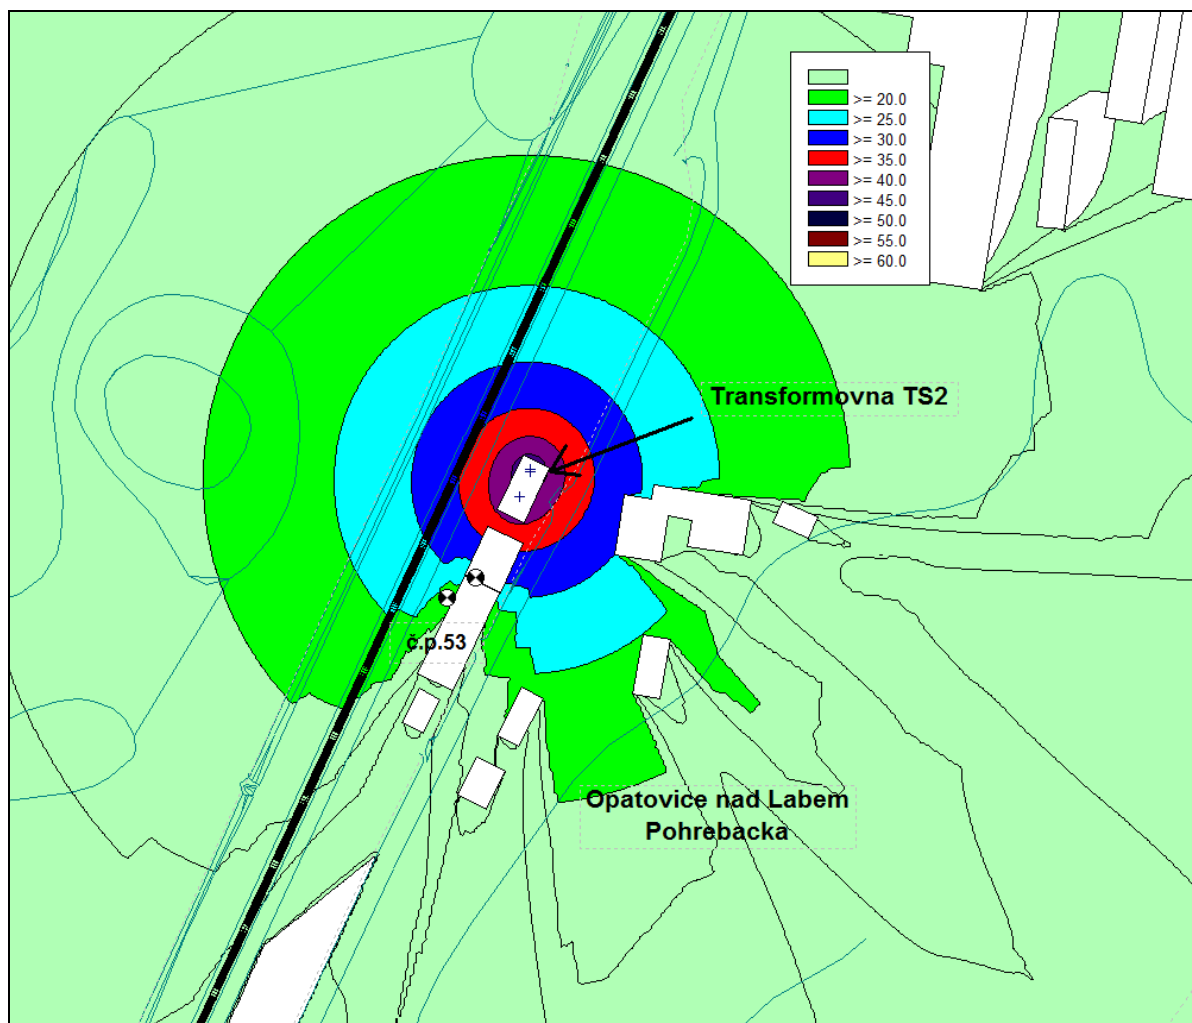 >= 20.0
>= 25.0
>= 30.0
>= 35.0
>= 40.0
>= 45.0
>= 50.0
>= 55.0
>= 60.0
Transformovna TS2
č.p.53
Opatovice nad Labem
Pohrebacka